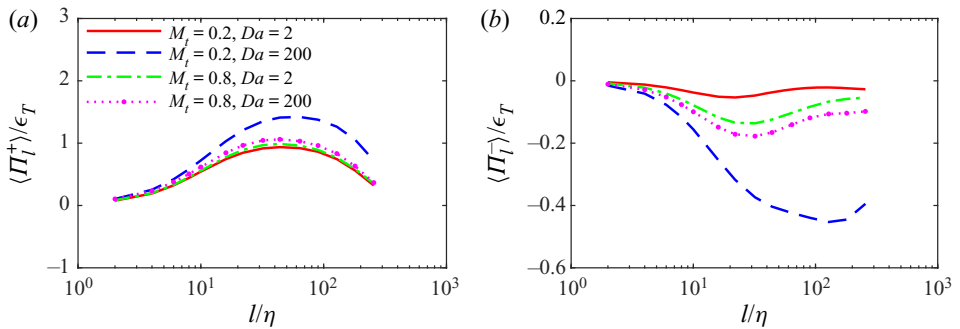 (a)
3
2
1
0
−1
⟨Π_l^+⟩/ϵ_T
M_t = 0.2, Da = 2
M_t = 0.2, Da = 200
M_t = 0.8, Da = 2
M_t = 0.8, Da = 200
10^0 10^1 10^2 10^3
l/η
(b)
0.2
0
−0.2
−0.4
−0.6
⟨Π_l^−⟩/ϵ_T
10^0 10^1 10^2 10^3
l/η